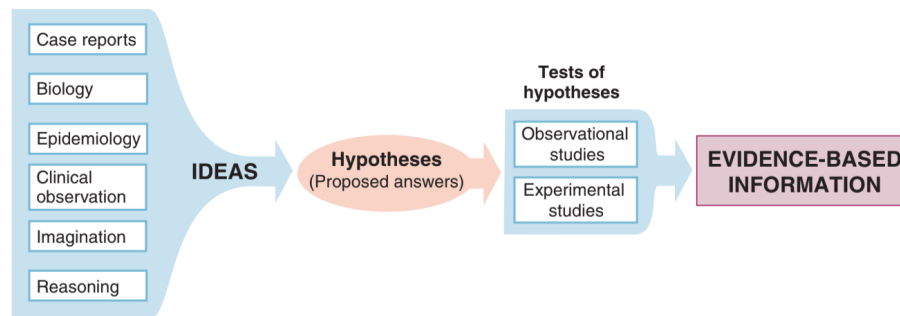 Case reports
Biology
Epidemiology
Clinical
observation
Imagination
Reasoning
IDEAS
Hypotheses
(Proposed answers)
Tests of
hypotheses
Observational
studies
Experimental
studies
EVIDENCE-BASED
INFORMATION